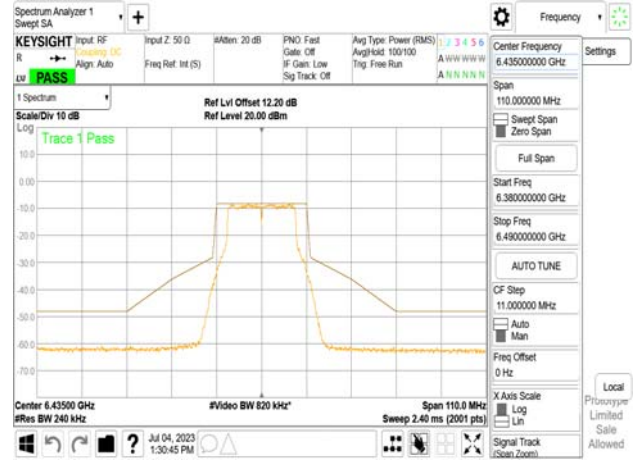 Spectrum Analyzer 1
Swept SA
+
Frequency
KEYSIGHT Input: RF Input Z: 50 Ω #Atten: 20 dB PNO: Fast Avg Type: Power (RMS) 1 2 3 4 5 6
R Coupling: DC Gate: Off Avg|Hold: 100/100 A W W W W W
Align: Auto Freq Ref: Int (S) IF Gain: Low Trig: Free Run
Sig Track: Off A N N N N N
LW PASS
Center Frequency
6.435000000 GHz
Settings
Span
110.000000 MHz
Swept Span
Zero Span
Full Span
Start Freq
6.380000000 GHz
Stop Freq
6.490000000 GHz
AUTO TUNE
CF Step
11.000000 MHz
Auto
Man
Freq Offset
0 Hz
X Axis Scale
Log
Lin
Signal Track
(Span Zoom)
Local
Prototype
Limited
Sale
Allowed
1 Spectrum
Scale/Div 10 dB
Ref Lvl Offset 12.20 dB
Ref Level 20.00 dBm
Log
Trace 1 Pass
10.0
0.00
-10.0
-20.0
-30.0
-40.0
-50.0
-60.0
-70.0
Center 6.43500 GHz #Video BW 820 kHz* Span 110.0 MHz
#Res BW 240 kHz Sweep 2.40 ms (2001 pts)
?
Jul 04, 2023
1:30:45 PM